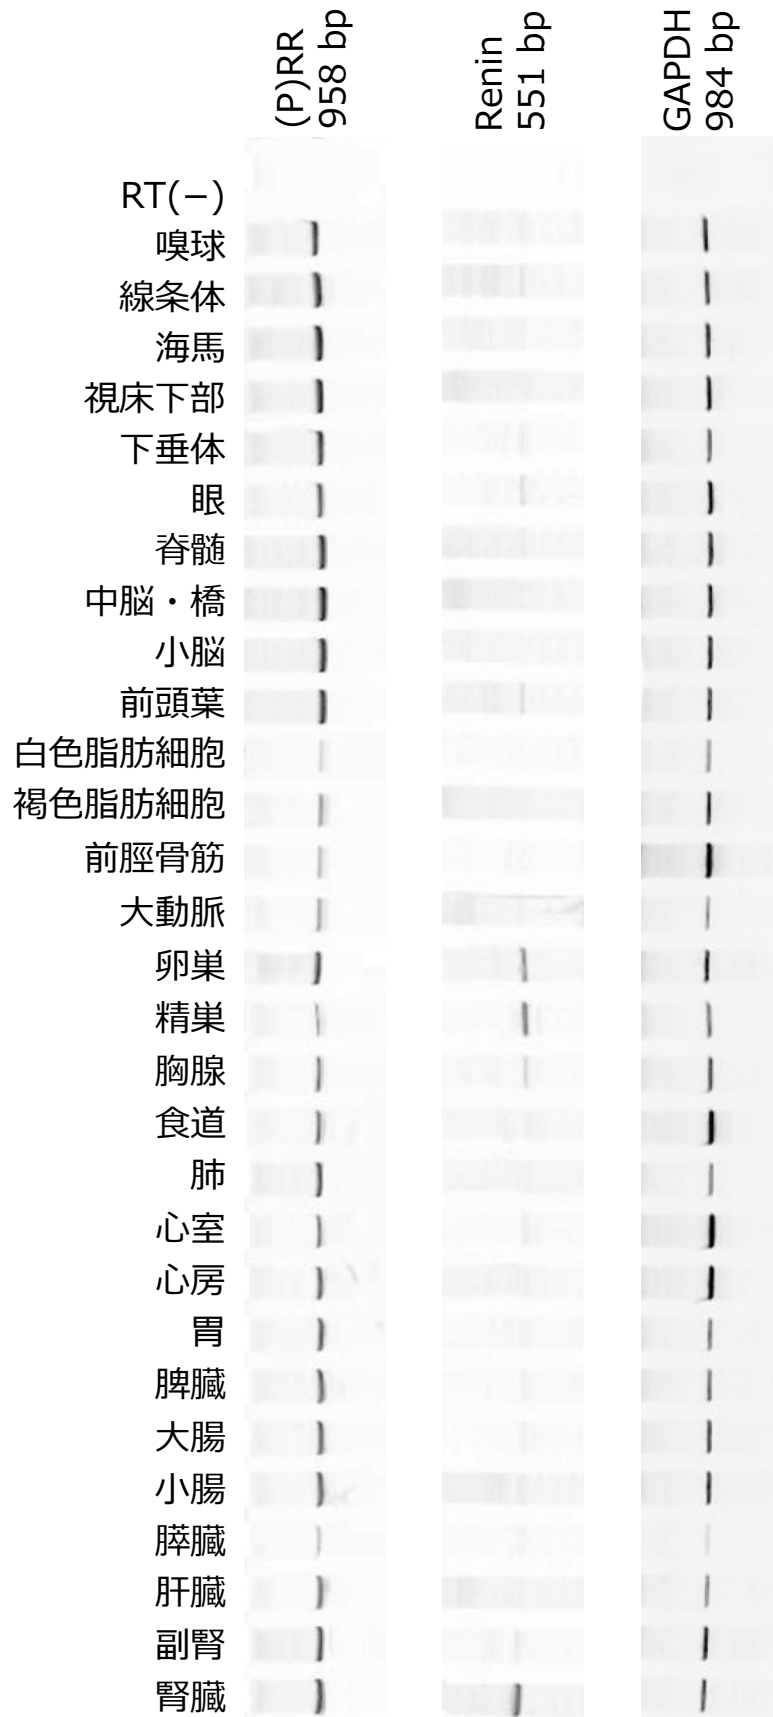 (P)RR
958 bp
Renin
551 bp
GAPDH
984 bp
RT(−)
嗅球
線条体
海馬
視床下部
下垂体
眼
脊髄
中脳・橋
小脳
前頭葉
白色脂肪細胞
褐色脂肪細胞
前脛骨筋
大動脈
卵巣
精巣
胸腺
食道
肺
心室
心房
胃
脾臓
大腸
小腸
膵臓
肝臓
副腎
腎臓